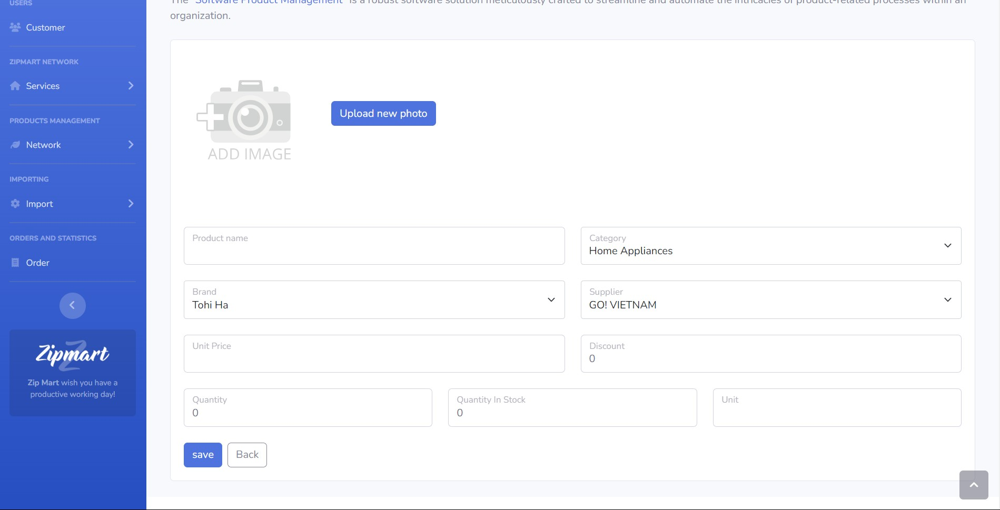 USERS
Customer
ZIPMART NETWORK
Services
PRODUCTS MANAGEMENT
Network
IMPORTING
Import
ORDERS AND STATISTICS
Order
Zipmart
Zip Mart wish you have a
productive working day!
The "Software Product Management" is a robust software solution meticulously crafted to streamline and automate the intricacies of product-related processes within an
organization.
ADD IMAGE
Upload new photo
Product name
Category
Home Appliances
Brand
Tohi Ha
Supplier
GO! VIETNAM
Unit Price
Discount
0
Quantity
0
Quantity In Stock
0
Unit
save
Back